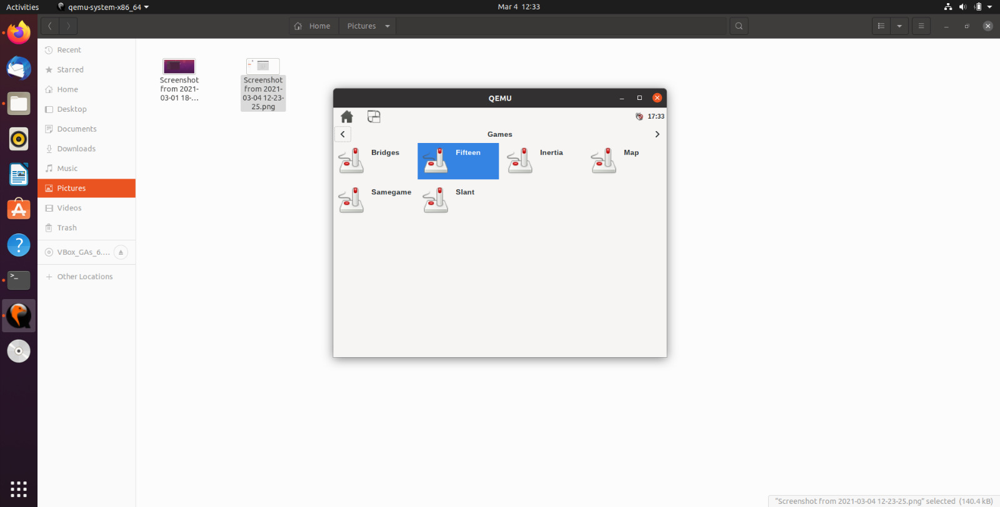 Activities
qemu-system-x86_64
Mar 4 12:33
Home
Pictures
Recent
Starred
Home
Desktop
Documents
Downloads
Music
Pictures
Videos
Trash
VBox_GAs_6....
Other Locations
Screenshot
from 2021-
03-01 18-...
Screenshot
from 2021-
03-04 12-23-
25.png
QEMU
17:33
Games
Bridges
Fifteen
Inertia
Map
Samegame
Slant
"Screenshot from 2021-03-04 12-23-25.png" selected (140.4 kB)